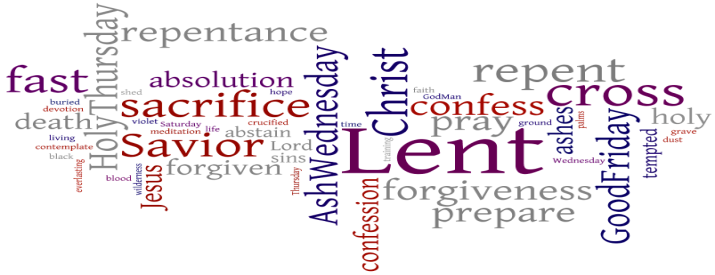 repentance
HolyThursday
fast
absolution
hope
shed
buried
devotion
sacrifice
death
violet
Saturday
crucified
living
meditation
life
abstain
contemplate
Savior
Lord
black
forgiven
sins
everlasting
blood
wilderness
Jesus
Thursday
AshWednesday
time
Christ
faith
GodMan
repent
cross
confess
pray
ground
ashes
palms
holy
grave
dust
training
Lent
Wednesday
GoodFriday
tempted
confession
forgiveness
prepare